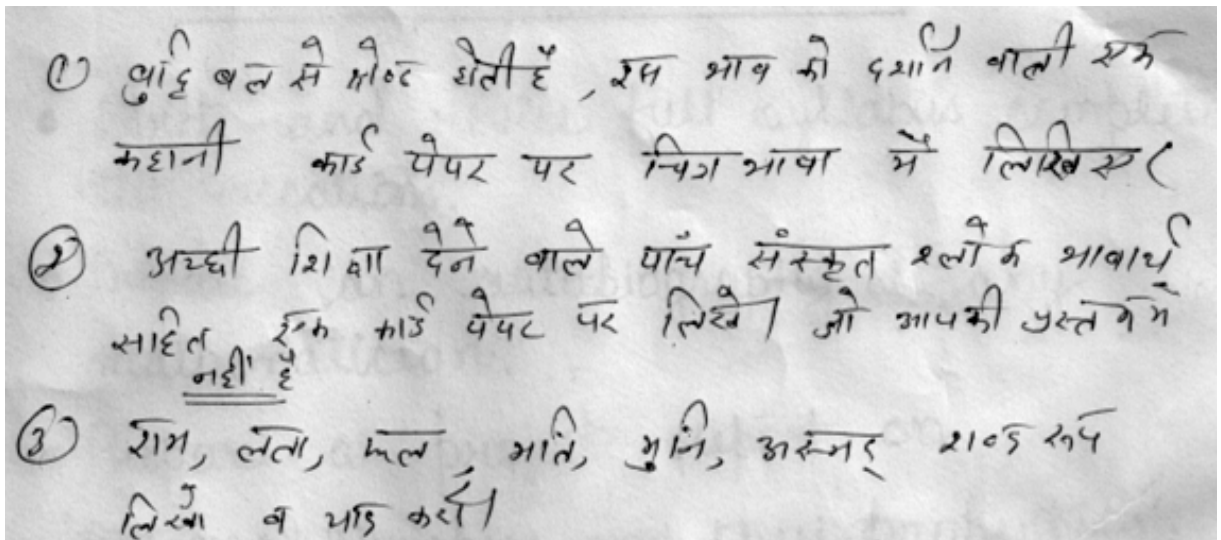 (1) बुद्धि बल से श्रेष्ठ होती है, इस भाव को दर्शाने वाली एक
कहानी कार्ड पेपर पर चित्र भाषा में लिखिए।
(2) अच्छी शिक्षा देने वाले पाँच संस्कृत श्लोक भावार्थ
सहित एक कार्ड पेपर पर लिखें। जो आपकी पुस्तक में
नहीं है
(3) राम, लता, फल, मति, मुनि, अस्मद् शब्द रूप
लिखो व याद करो।